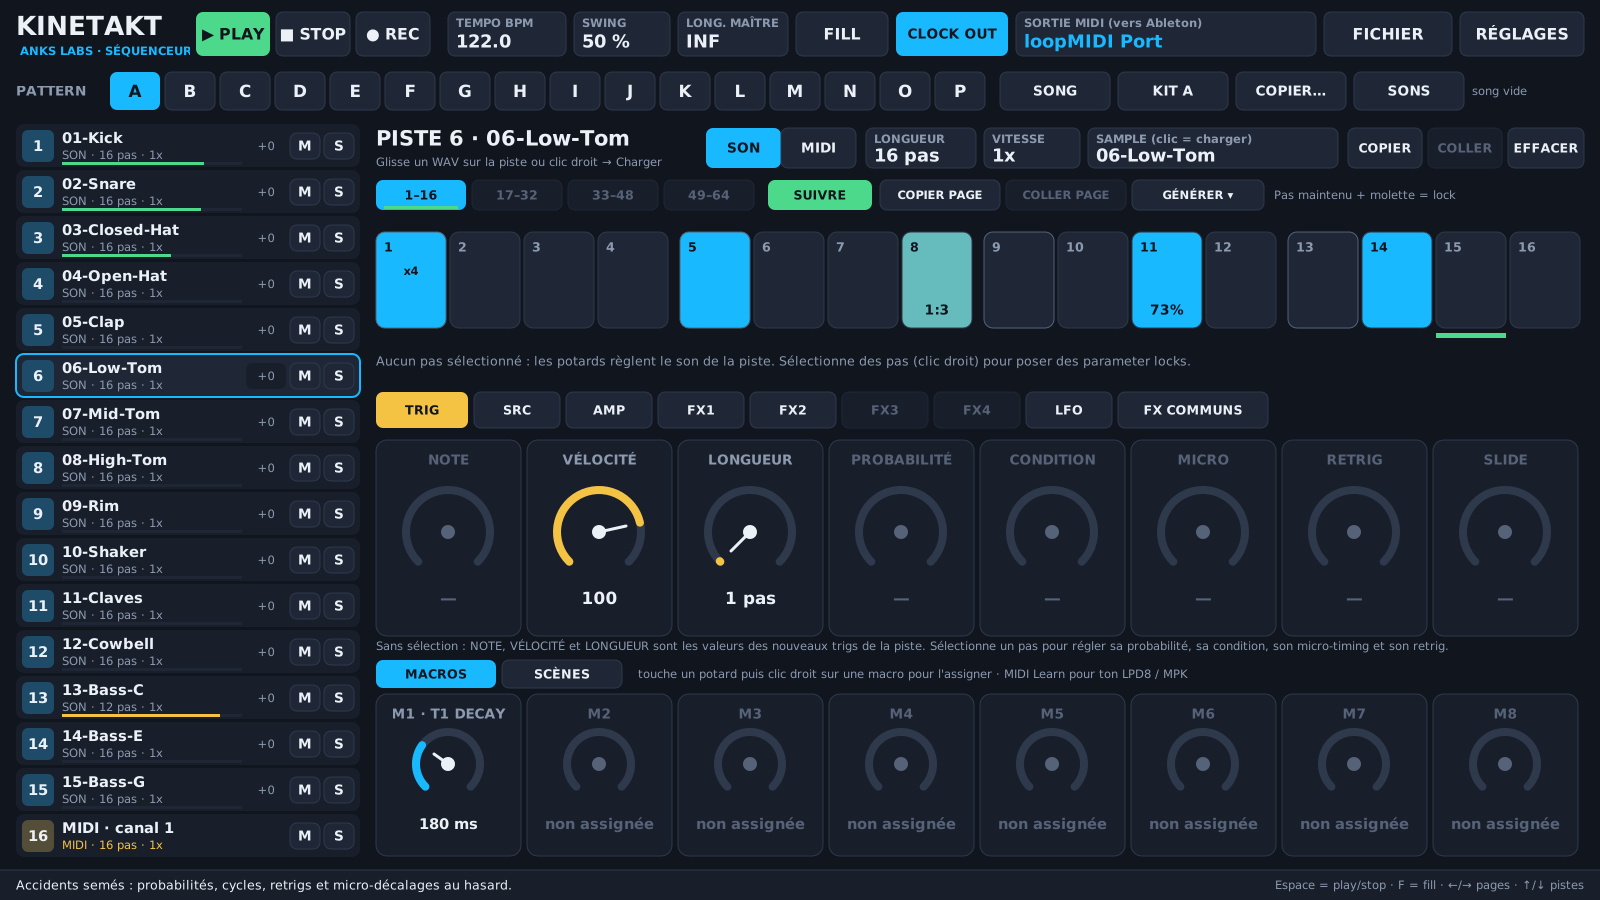 KINETAKT
ANKS LABS · SÉQUENCEUR
▶ PLAY
■ STOP
● REC
TEMPO BPM
122.0
SWING
50 %
LONG. MAÎTRE
INF
FILL
CLOCK OUT
SORTIE MIDI (vers Ableton)
loopMIDI Port
FICHIER
RÉGLAGES
PATTERN
A B C D E F G H I J K L M N O P
SONG
KIT A
COPIER...
SONS
song vide
1 01-Kick +0 M S
SON · 16 pas · 1x
2 02-Snare +0 M S
SON · 16 pas · 1x
3 03-Closed-Hat +0 M S
SON · 16 pas · 1x
4 04-Open-Hat +0 M S
SON · 16 pas · 1x
5 05-Clap +0 M S
SON · 16 pas · 1x
6 06-Low-Tom +0 M S
SON · 16 pas · 1x
7 07-Mid-Tom +0 M S
SON · 16 pas · 1x
8 08-High-Tom +0 M S
SON · 16 pas · 1x
9 09-Rim +0 M S
SON · 16 pas · 1x
10 10-Shaker +0 M S
SON · 16 pas · 1x
11 11-Claves +0 M S
SON · 16 pas · 1x
12 12-Cowbell +0 M S
SON · 16 pas · 1x
13 13-Bass-C +0 M S
SON · 12 pas · 1x
14 14-Bass-E +0 M S
SON · 16 pas · 1x
15 15-Bass-G +0 M S
SON · 16 pas · 1x
16 MIDI · canal 1 M S
MIDI · 16 pas · 1x
PISTE 6 · 06-Low-Tom
Glisse un WAV sur la piste ou clic droit → Charger
SON
MIDI
LONGUEUR
16 pas
VITESSE
1x
SAMPLE (clic = charger)
06-Low-Tom
COPIER
COLLER
EFFACER
1–16
17–32
33–48
49–64
SUIVRE
COPIER PAGE
COLLER PAGE
GÉNÉRER ▾
Pas maintenu + molette = lock
1 2 3 4 5 6 7 8 9 10 11 12 13 14 15 16
x4
1:3
73%
Aucun pas sélectionné : les potards règlent le son de la piste. Sélectionne des pas (clic droit) pour poser des parameter locks.
TRIG
SRC
AMP
FX1
FX2
FX3
FX4
LFO
FX COMMUNS
NOTE
—
VÉLOCITÉ
100
LONGUEUR
1 pas
PROBABILITÉ
—
CONDITION
—
MICRO
—
RETRIG
—
SLIDE
—
Sans sélection : NOTE, VÉLOCITÉ et LONGUEUR sont les valeurs des nouveaux trigs de la piste. Sélectionne un pas pour régler sa probabilité, sa condition, son micro-timing et son retrig.
MACROS
SCÈNES
touche un potard puis clic droit sur une macro pour l'assigner · MIDI Learn pour ton LPD8 / MPK
M1 · T1 DECAY
180 ms
M2
non assignée
M3
non assignée
M4
non assignée
M5
non assignée
M6
non assignée
M7
non assignée
M8
non assignée
Accidents semés : probabilités, cycles, retrigs et micro-décalages au hasard.
Espace = play/stop · F = fill · ←/→ pages · ↑/↓ pistes